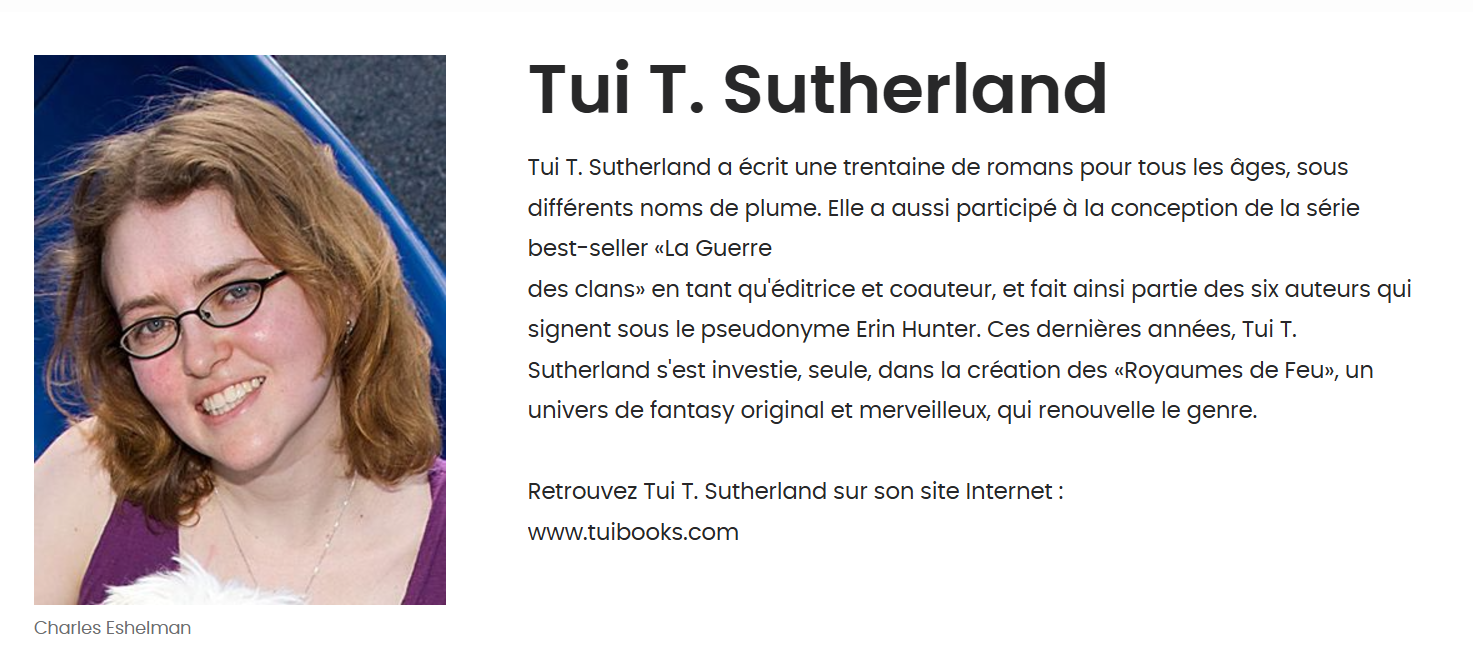 Tui T. Sutherland
Tui T. Sutherland a écrit une trentaine de romans pour tous les âges, sous
différents noms de plume. Elle a aussi participé à la conception de la série
best-seller «La Guerre
des clans» en tant qu'éditrice et coauteur, et fait ainsi partie des six auteurs qui
signent sous le pseudonyme Erin Hunter. Ces dernières années, Tui T.
Sutherland s'est investie, seule, dans la création des «Royaumes de Feu», un
univers de fantasy original et merveilleux, qui renouvelle le genre.
Retrouvez Tui T. Sutherland sur son site Internet :
www.tuibooks.com
Charles Eshelman